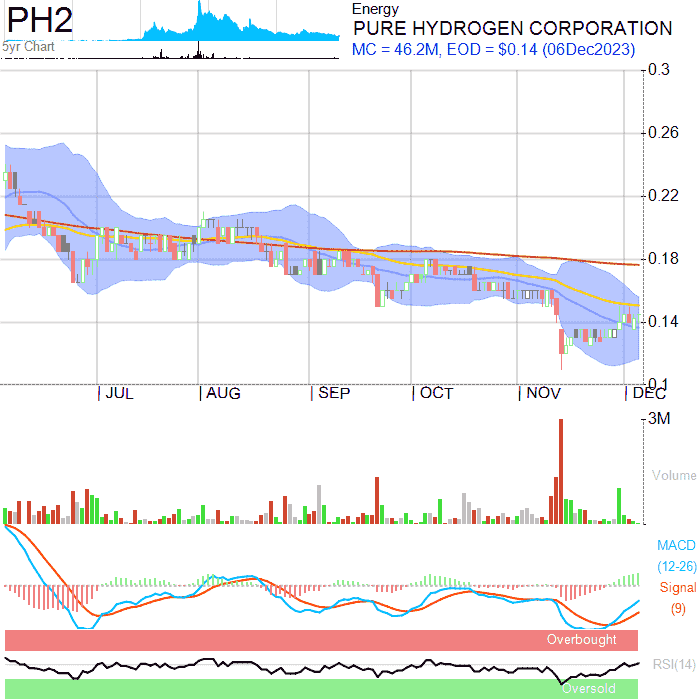 PH2
5yr Chart
Energy
PURE HYDROGEN CORPORATION
MC = 46.2M, EOD = $0.14 (06Dec2023)
0.3
0.26
0.22
0.18
0.14
0.1
JUL AUG SEP OCT NOV DEC
3M
Volume
MACD
(12-26)
Signal
(9)
Overbought
RSI(14)
Oversold